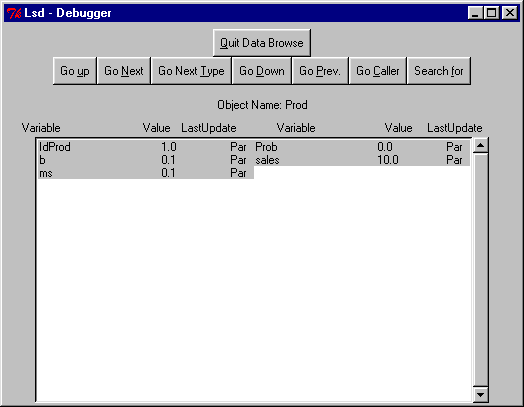 Lsd - Debugger
Quit Data Browse
Go up Go Next Go Next Type Go Down Go Prev. Go Caller Search for
Object Name: Prod
Variable Value LastUpdate Variable Value LastUpdate
IdProd 1.0 Par Prob 0.0 Par
b 0.1 Par sales 10.0 Par
ms 0.1 Par